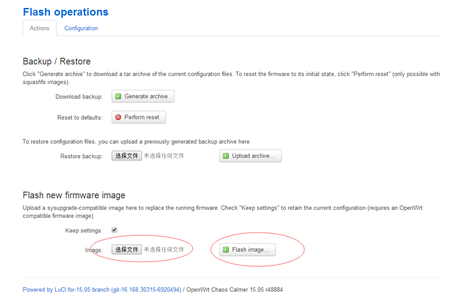 Flash operations
Actions Configuration
Backup / Restore
Click "Generate archive" to download a tar archive of the current configuration files. To reset the firmware to its initial state, click "Perform reset" (only possible with
squashfs images).
Download backup: Generate archive
Reset to defaults: Perform reset
To restore configuration files, you can upload a previously generated backup archive here.
Restore backup: 选择文件 未选择任何文件 Upload archive...
Flash new firmware image
Upload a sysupgrade-compatible image here to replace the running firmware. Check "Keep settings" to retain the current configuration (requires an OpenWrt
compatible firmware image).
Keep settings:
Image: 选择文件 未选择任何文件 Flash image...
Powered by LuCI for-15.05 branch (git-16.168.30315-6920494) / OpenWrt Chaos Calmer 15.05 r48884